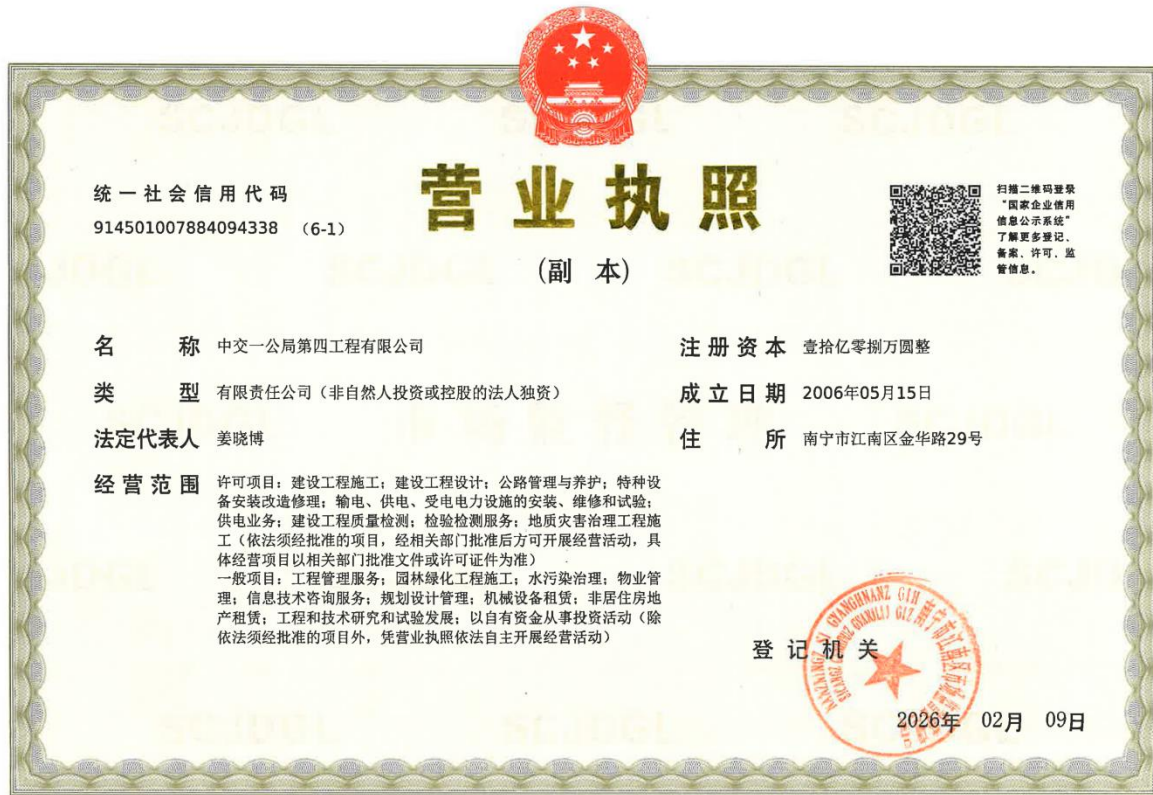 营业执照
(副 本)
统一社会信用代码
914501007884094338 (6-1)
扫描二维码登录
“国家企业信用
信息公示系统”
了解更多登记、
备案、许可、监
管信息。
名 称 中交一公局第四工程有限公司
类 型 有限责任公司（非自然人投资或控股的法人独资）
法定代表人 姜晓博
经营范围 许可项目：建设工程施工；建设工程设计；公路管理与养护；特种设
备安装改造修理；输电、供电、受电电力设施的安装、维修和试验；
供电业务；建设工程质量检测；检验检测服务；地质灾害治理工程施
工（依法须经批准的项目，经相关部门批准后方可开展经营活动，具
体经营项目以相关部门批准文件或许可证件为准）
一般项目：工程管理服务；园林绿化工程施工；水污染治理；物业管
理；信息技术咨询服务；规划设计管理；机械设备租赁；非居住房地
产租赁；工程和技术研究和试验发展；以自有资金从事投资活动（除
依法须经批准的项目外，凭营业执照依法自主开展经营活动）
注册资本 壹拾亿零捌万圆整
成立日期 2006年05月15日
住 所 南宁市江南区金华路29号
登记机关
2026年 02月 09日